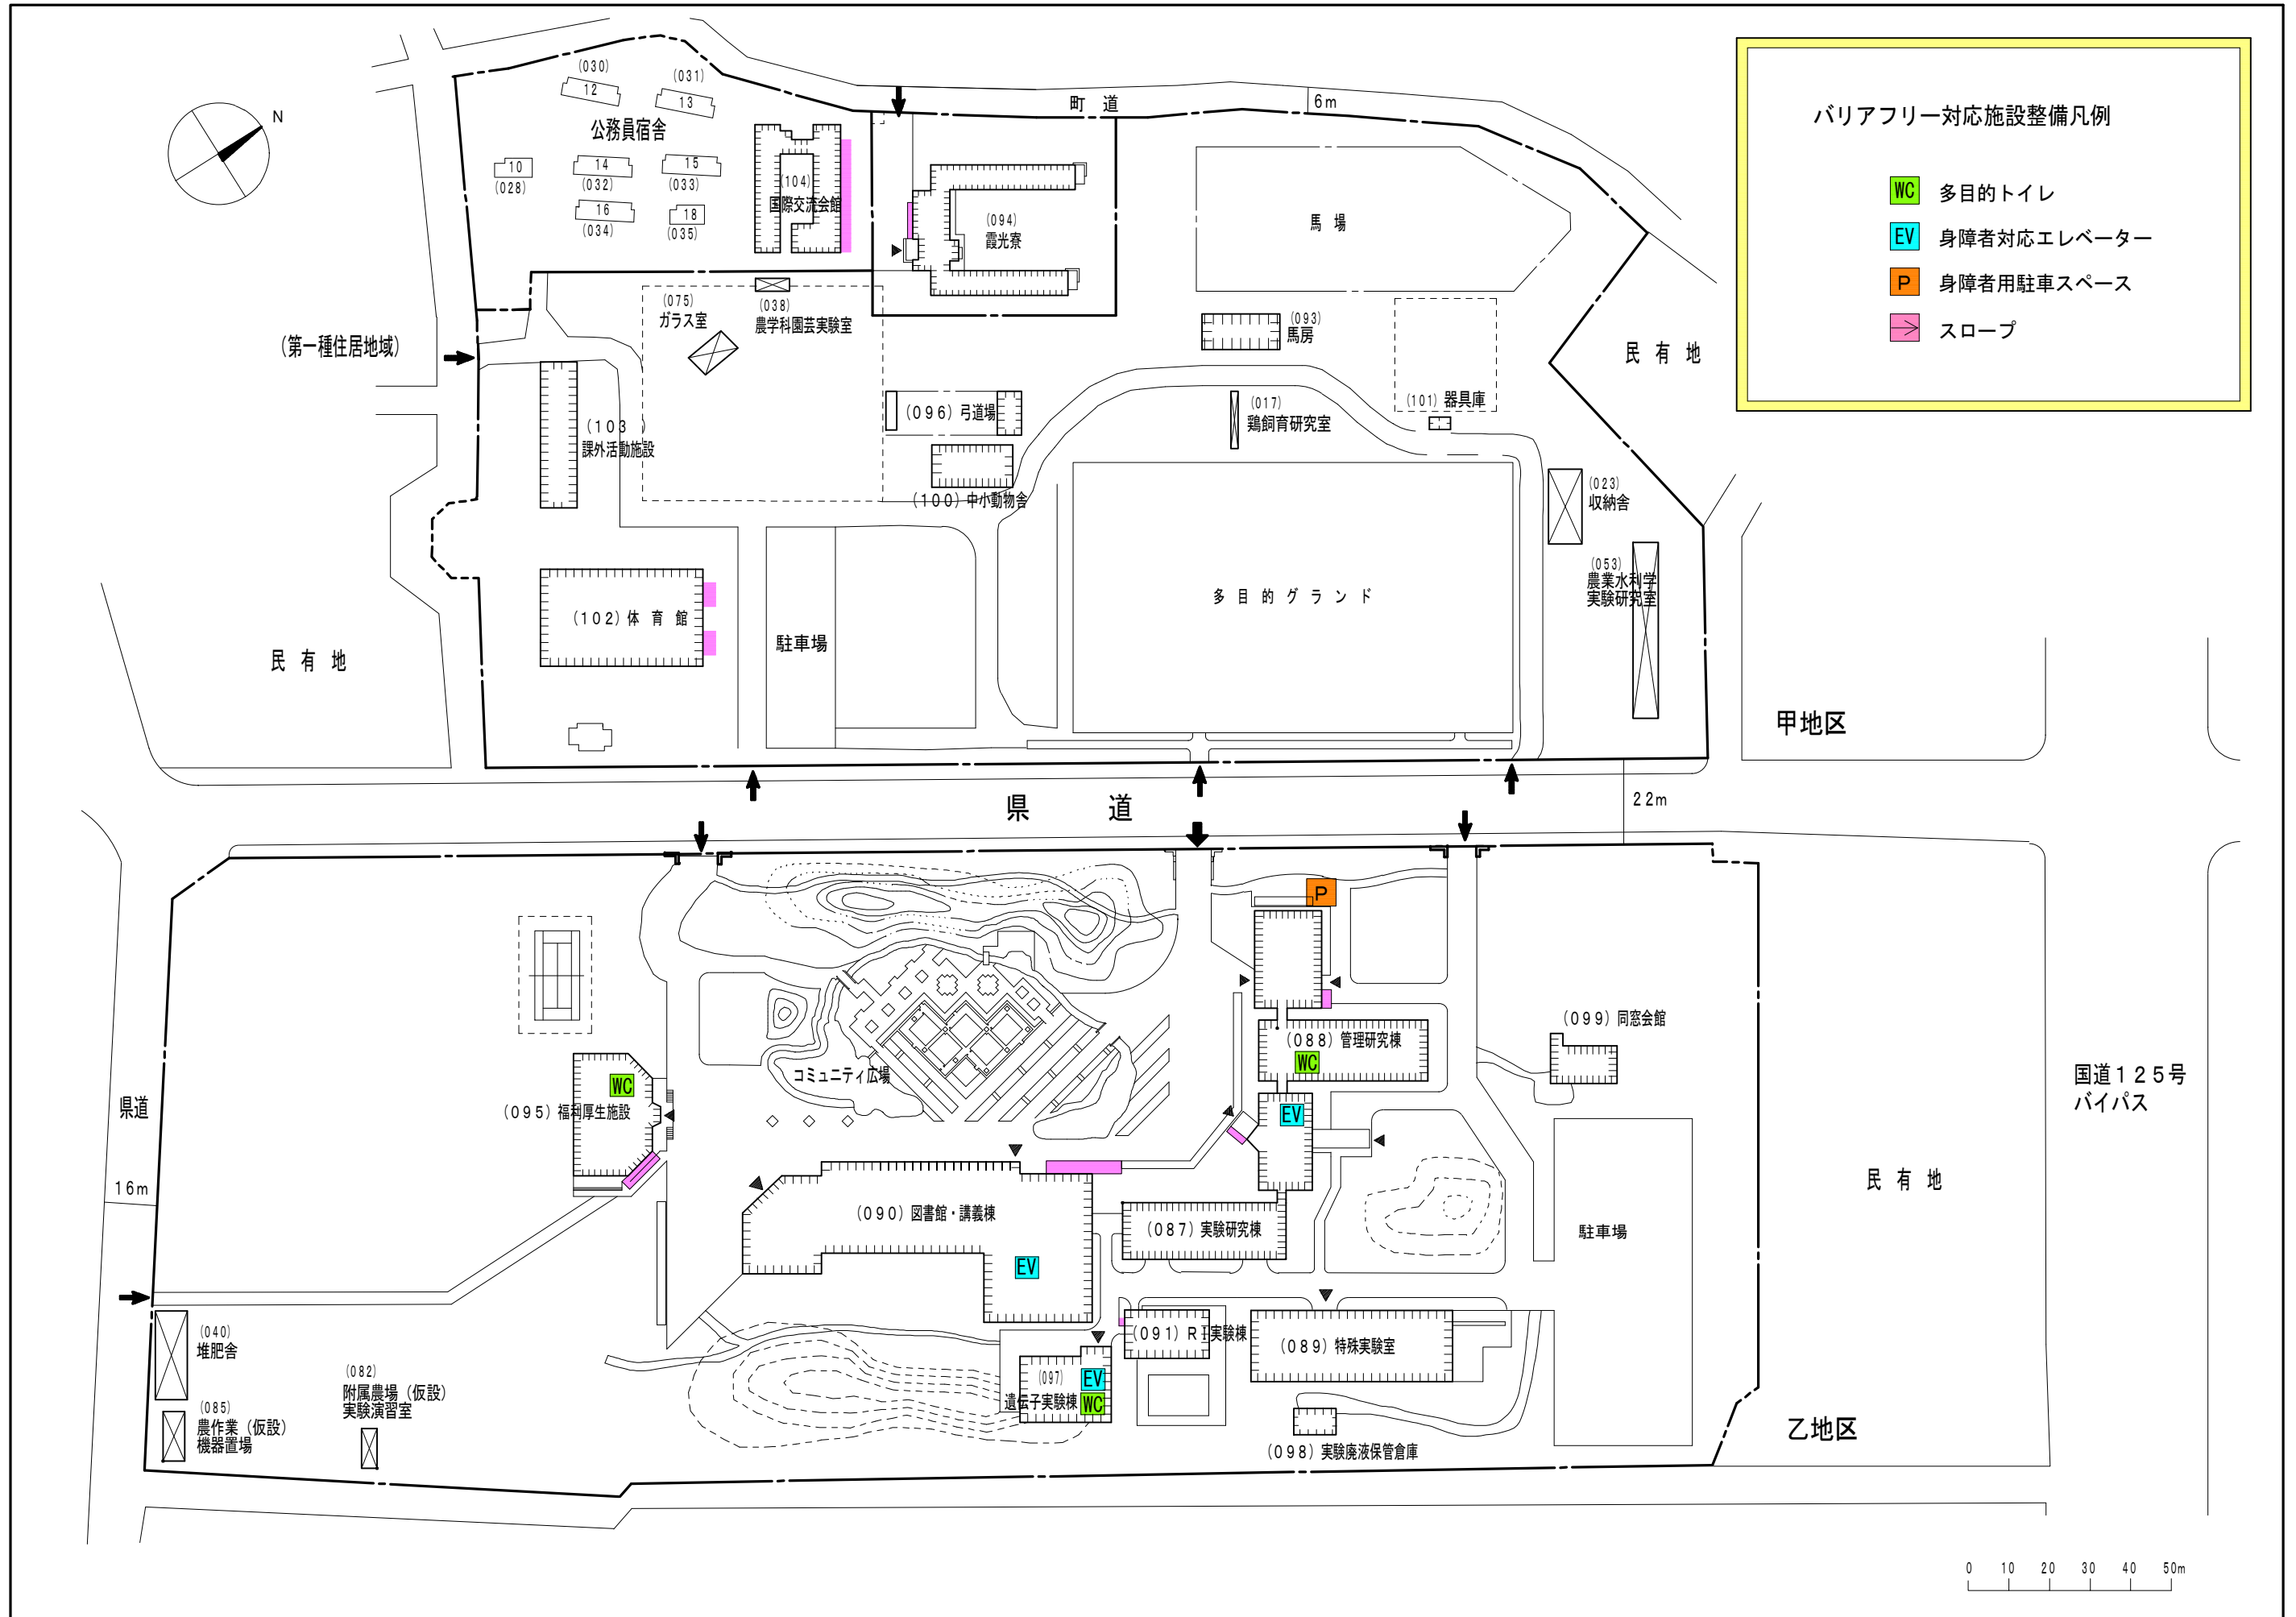 N
(030)
12
(031)
13
公務員宿舎
10
(028)
14
(032)
15
(033)
16
(034)
18
(035)
(104)
国際交流会館
町 道
6m
(094)
霞光寮
馬 場
バリアフリー対応施設整備凡例
WC 多目的トイレ
EV 身障者対応エレベーター
P 身障者用駐車スペース
スロープ
(第一種住居地域)
(075)
ガラス室
(038)
農学科園芸実験室
(093)
馬房
民 有 地
(103)
課外活動施設
(096) 弓道場
(100) 中小動物舎
(017)
鶏飼育研究室
(101) 器具庫
(023)
収納舎
(053)
農業水利学
実験研究室
(102) 体 育 館
駐車場
多 目 的 グ ラ ン ド
民 有 地
甲地区
県 道
22m
P
(088) 管理研究棟
WC
(099) 同窓会館
コミュニティ広場
WC
(095) 福利厚生施設
EV
県道
16m
国道125号
バイパス
民 有 地
(090) 図書館・講義棟
EV
(087) 実験研究棟
駐車場
(040)
堆肥舎
(091) RI実験棟
(089) 特殊実験室
(097)
遺伝子実験棟
EV
WC
(082)
附属農場(仮設)
実験演習室
(085)
農作業(仮設)
機器置場
(098) 実験廃液保管倉庫
乙地区
0 10 20 30 40 50m